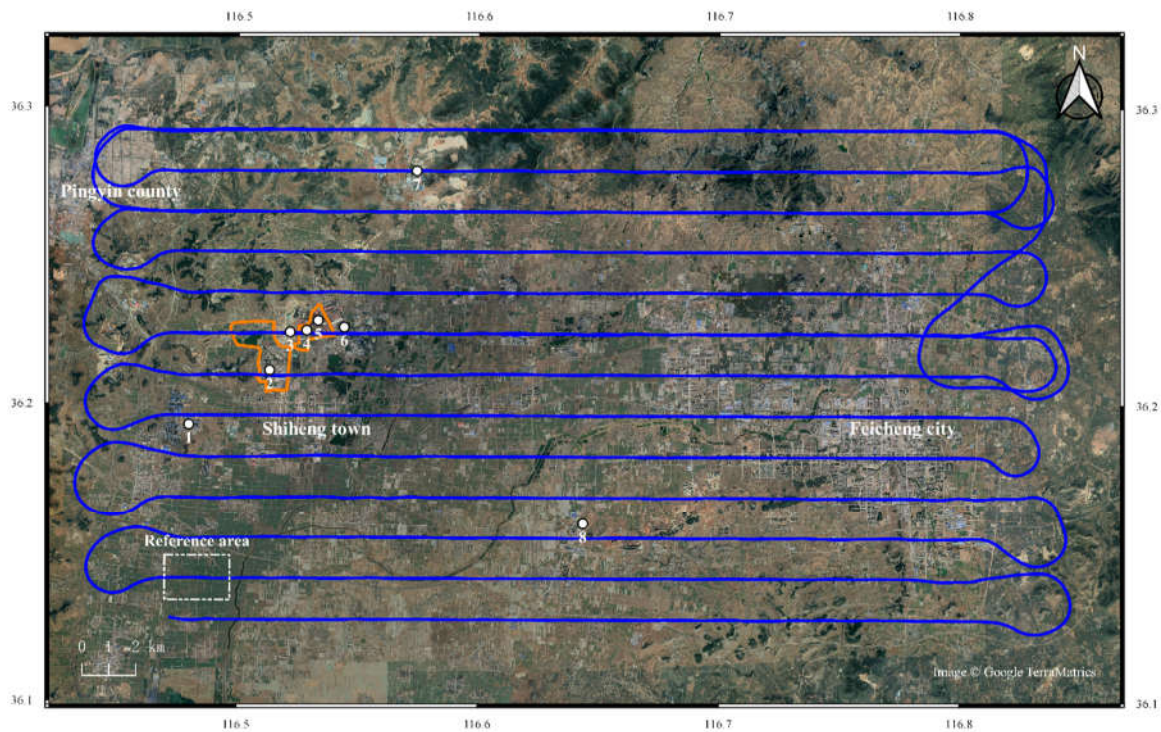 116.5 116.6 116.7 116.8
N
36.3 36.3
Pingyin county
7
3 4 5 6
2
36.2 36.2
1 Shiheng town Feicheng city
8
Reference area
0 1 2 km
Image © Google TerraMatrics
36.1 36.1
116.5 116.6 116.7 116.8